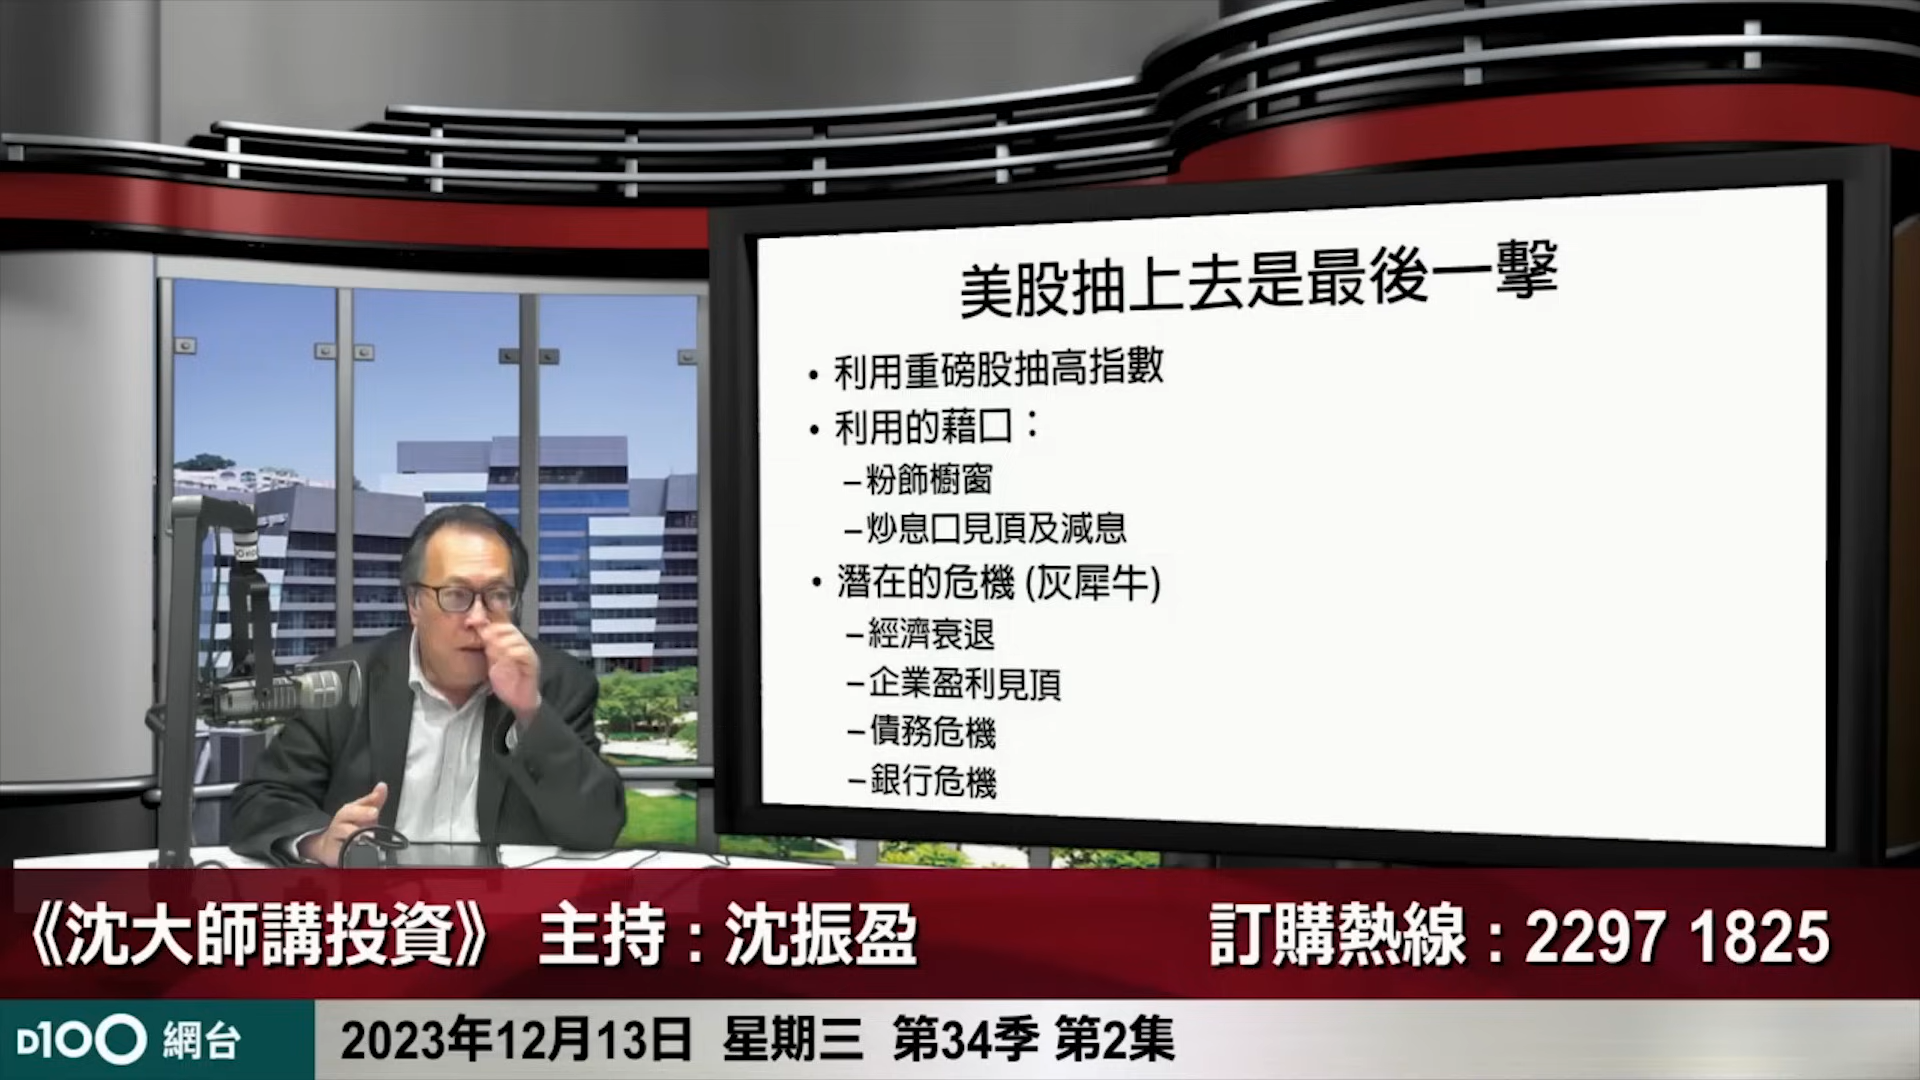 美股抽上去是最後一擊
• 利用重磅股抽高指數
• 利用的藉口：
–粉飾櫥窗
–炒息口見頂及減息
• 潛在的危機 (灰犀牛)
–經濟衰退
–企業盈利見頂
–債務危機
–銀行危機
《沈大師講投資》 主持：沈振盈 訂購熱線：2297 1825
D100 網台 2023年12月13日 星期三 第34季 第2集